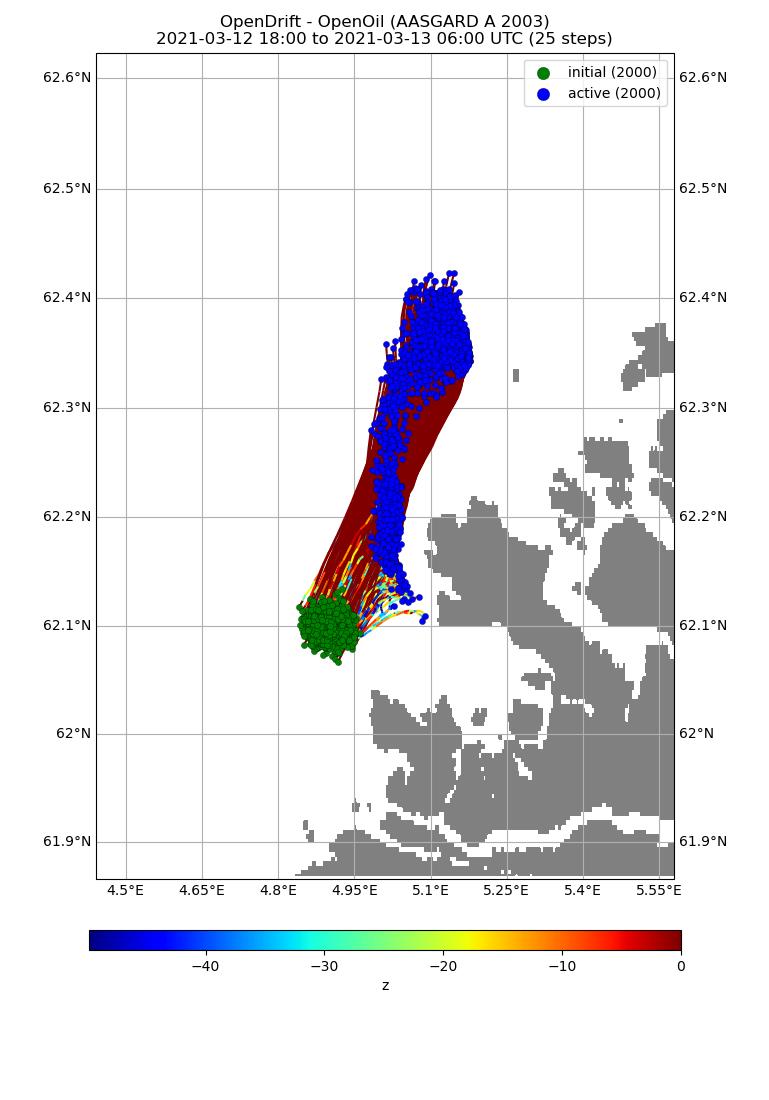 OpenDrift - OpenOil (AASGARD A 2003)
2021-03-12 18:00 to 2021-03-13 06:00 UTC (25 steps)
initial (2000)
active (2000)
62.6°N 62.6°N
62.5°N 62.5°N
62.4°N 62.4°N
62.3°N 62.3°N
62.2°N 62.2°N
62.1°N 62.1°N
62°N 62°N
61.9°N 61.9°N
4.5°E 4.65°E 4.8°E 4.95°E 5.1°E 5.25°E 5.4°E 5.55°E
−40 −30 −20 −10 0
z